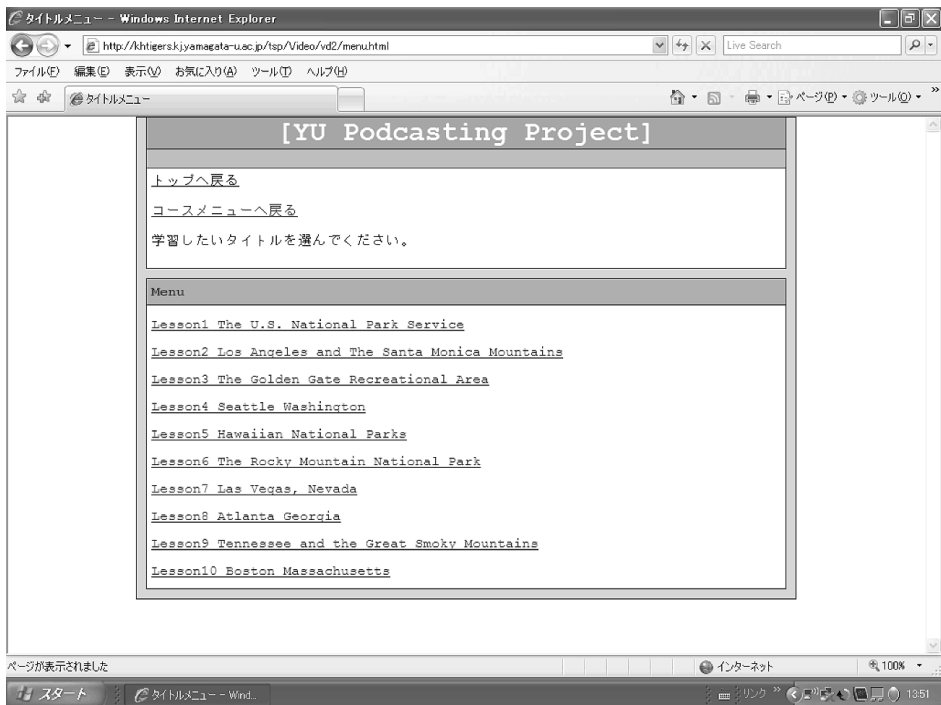 タイトルメニュー - Windows Internet Explorer
http://khtigers.kj.yamagata-u.ac.jp/tsp/Video/vd2/menu.html
Live Search
ファイル(F) 編集(E) 表示(V) お気に入り(A) ツール(T) ヘルプ(H)
タイトルメニュー
ページ(P) ツール(O)
[YU Podcasting Project]
トップへ戻る
コースメニューへ戻る
学習したいタイトルを選んでください。
Menu
Lesson1 The U.S. National Park Service
Lesson2 Los Angeles and The Santa Monica Mountains
Lesson3 The Golden Gate Recreational Area
Lesson4 Seattle Washington
Lesson5 Hawaiian National Parks
Lesson6 The Rocky Mountain National Park
Lesson7 Las Vegas, Nevada
Lesson8 Atlanta Georgia
Lesson9 Tennessee and the Great Smoky Mountains
Lesson10 Boston Massachusetts
ページが表示されました インターネット 100%
スタート タイトルメニュー - Wind... リンク 13:51